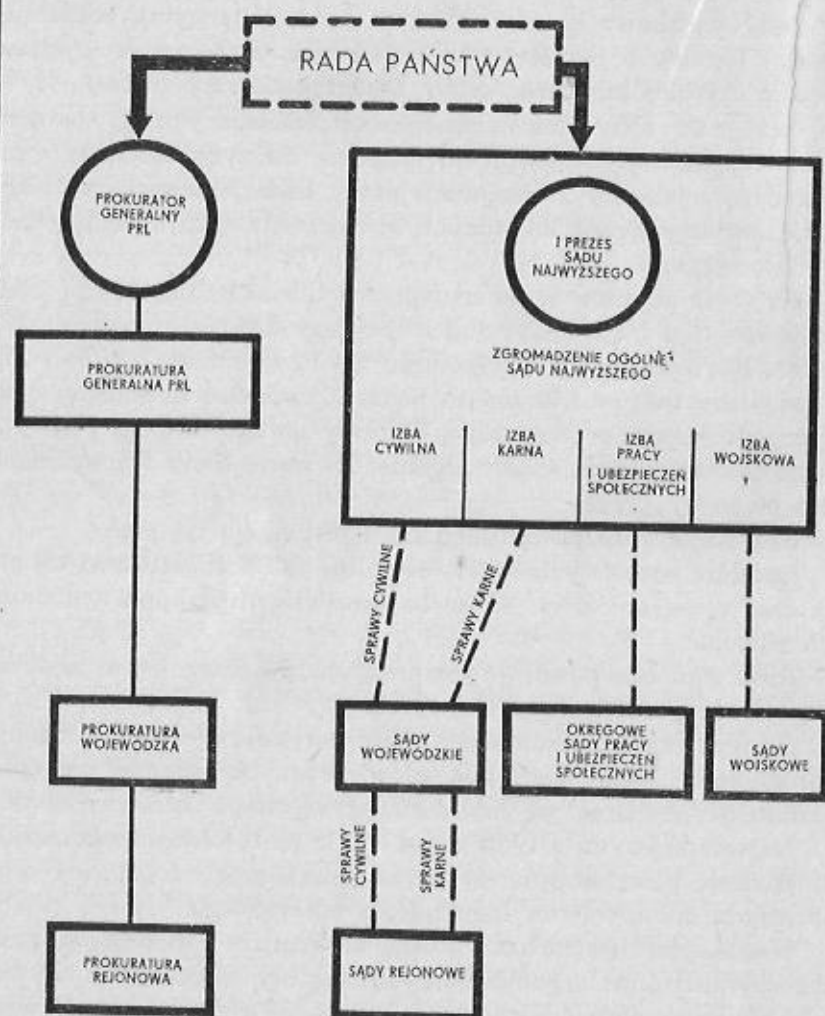 RADA PAŃSTWA
PROKURATOR
GENERALNY
PRL
I PREZES
SĄDU
NAJWYŻSZEGO
PROKURATURA
GENERALNA PRL
ZGROMADZENIE OGÓLNE
SĄDU NAJWYŻSZEGO
IZBA
CYWILNA
IZBA
KARNA
IZBA
PRACY
I UBEZPIECZEŃ
SPOŁECZNYCH
IZBA
WOJSKOWA
SPRAWY CYWILNE
SPRAWY KARNE
PROKURATURA
WOJEWÓDZKA
SĄDY
WOJEWÓDZKIE
OKRĘGOWE
SĄDY PRACY
I UBEZPIECZEŃ
SPOŁECZNYCH
SĄDY
WOJSKOWE
SPRAWY
CYWILNE
SPRAWY
KARNE
PROKURATURA
REJONOWA
SĄDY REJONOWE